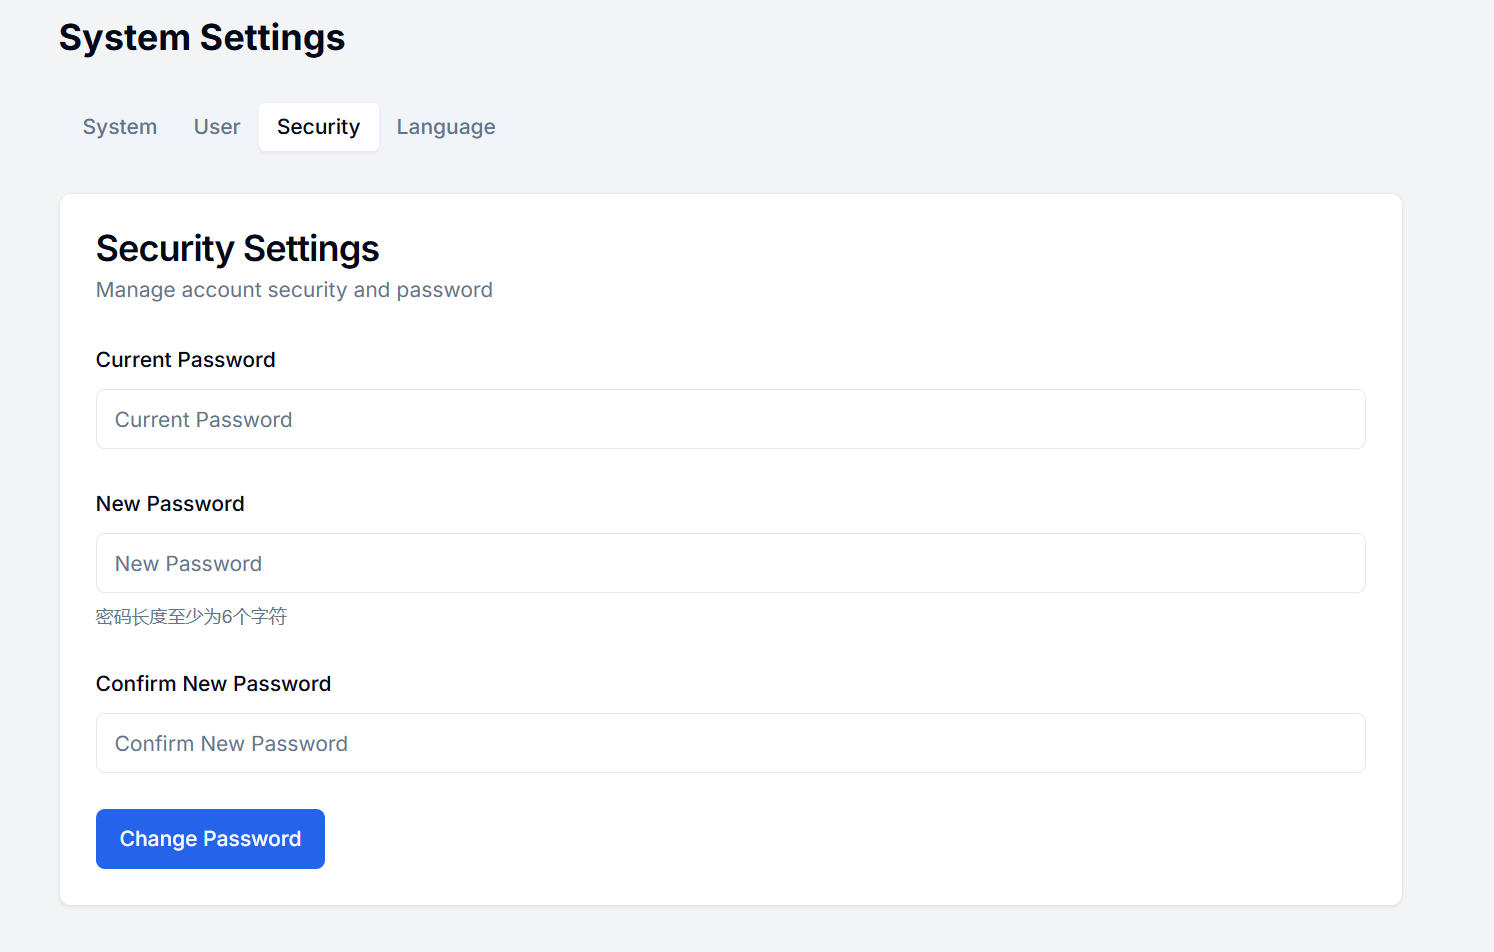 System Settings
System User Security Language
Security Settings
Manage account security and password
Current Password
Current Password
New Password
New Password
密码长度至少为6个字符
Confirm New Password
Confirm New Password
Change Password